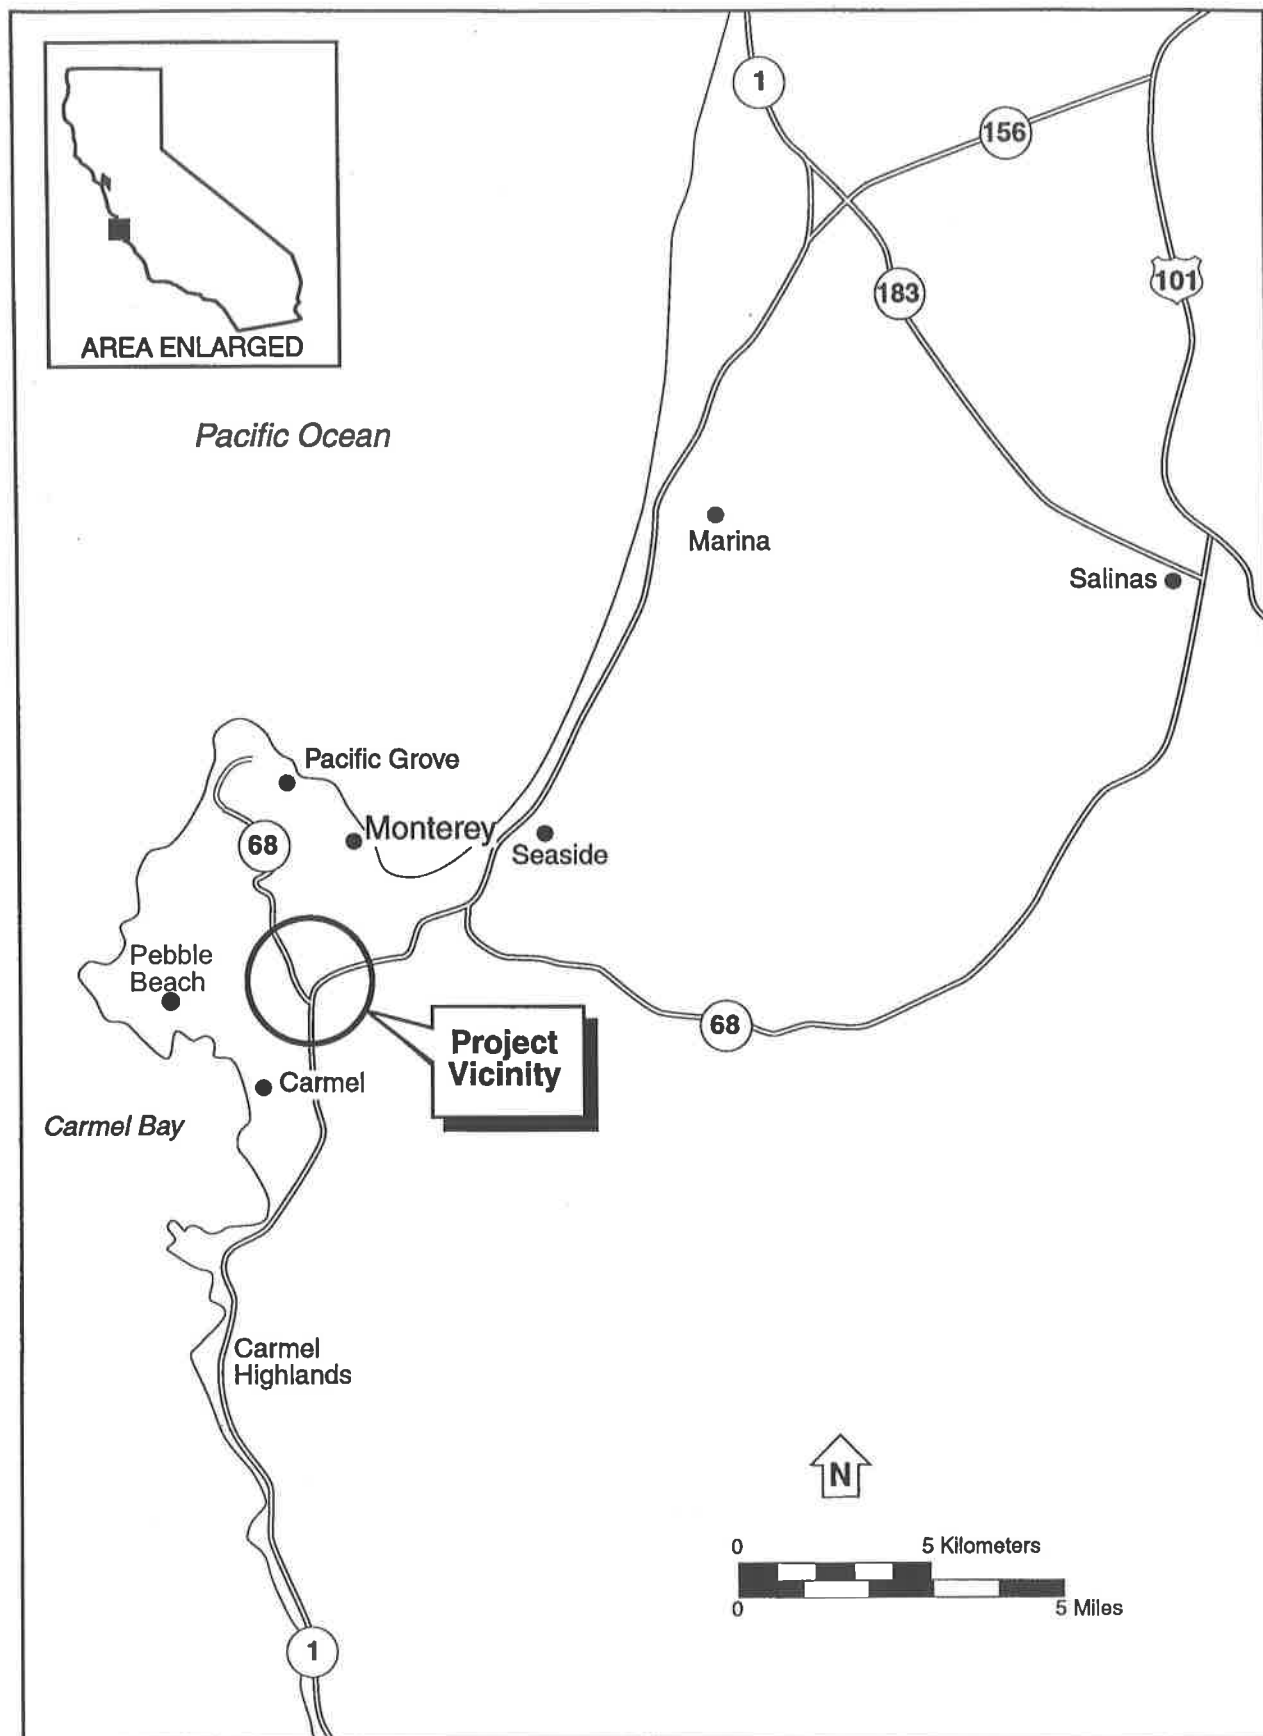 1
156
101
183
AREA ENLARGED
Pacific Ocean
Marina
Salinas
Pacific Grove
Monterey
68
Seaside
Pebble
Beach
Project
Vicinity
68
Carmel
Carmel Bay
Carmel
Highlands
N
0 5 Kilometers
0 5 Miles
1